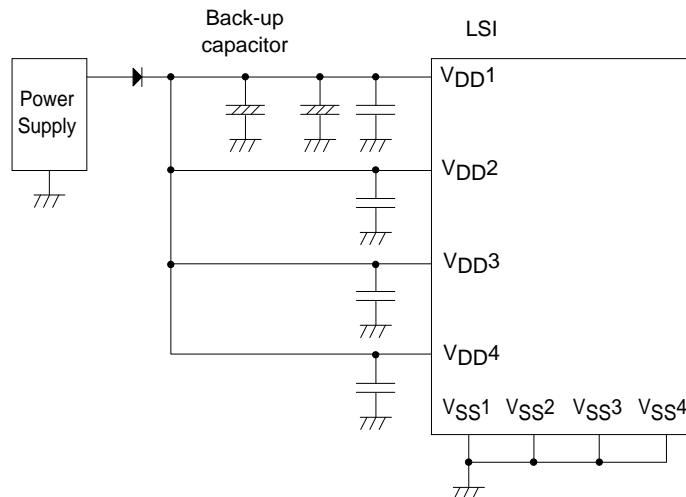 Back-up
capacitor
LSI
Power
Supply
VDD1
VDD2
VDD3
VDD4
VSS1 VSS2 VSS3 VSS4